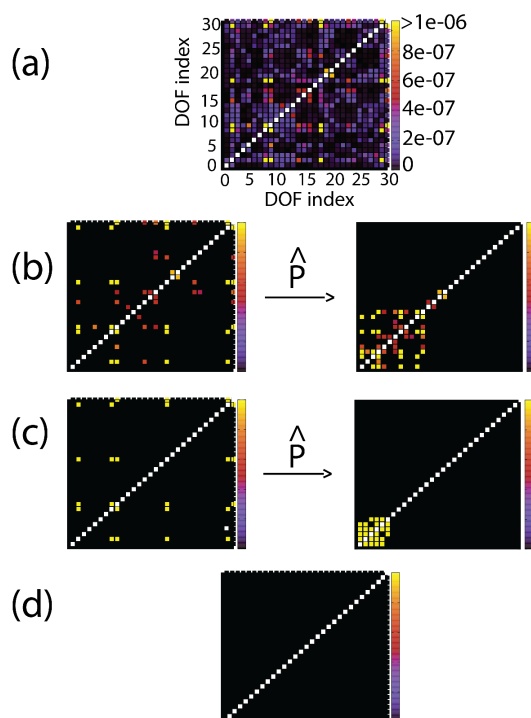 (a)
DOF index
30
25
20
15
10
5
0
0 5 10 15 20 25 30
DOF index
>1e-06
8e-07
6e-07
4e-07
2e-07
0
(b)
^
P
(c)
^
P
(d)